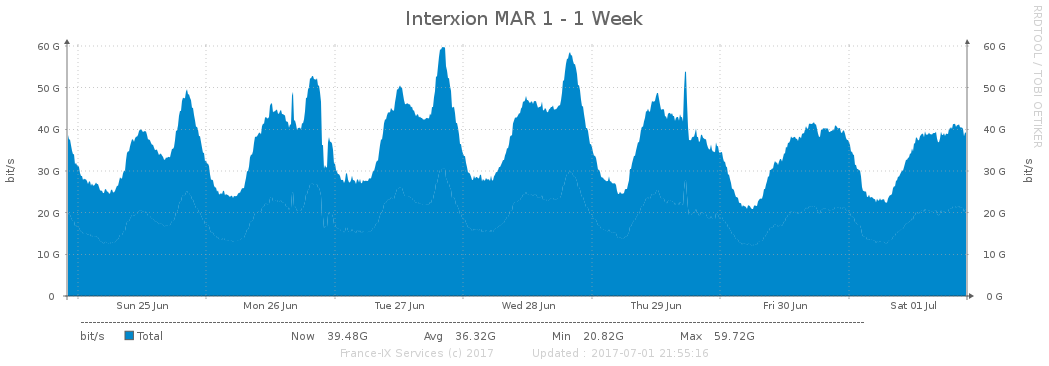 Interxion MAR 1 - 1 Week
RRDTOOL / TOBI OETIKER
bit/s
bit/s
60 G 60 G
50 G 50 G
40 G 40 G
30 G 30 G
20 G 20 G
10 G 10 G
0 0 G
Sun 25 Jun Mon 26 Jun Tue 27 Jun Wed 28 Jun Thu 29 Jun Fri 30 Jun Sat 01 Jul
bit/s Total Now 39.48G Avg 36.32G Min 20.82G Max 59.72G
France-IX Services (c) 2017 Updated : 2017-07-01 21:55:16